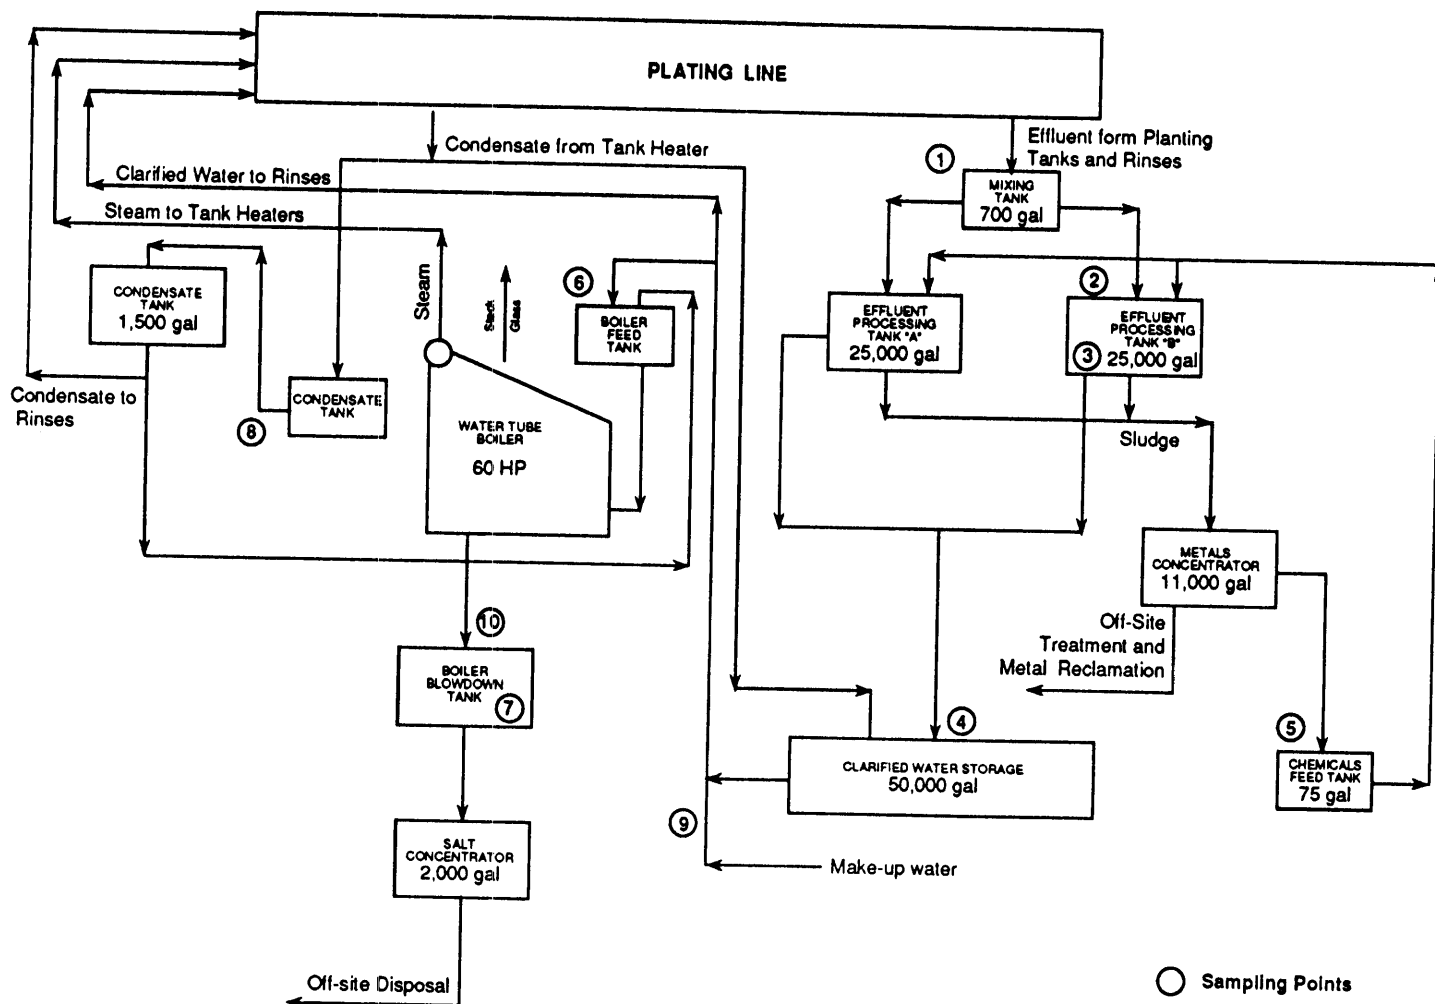 PLATING LINE
Condensate from Tank Heater
Effluent form Planting
Tanks and Rinses
1
Clarified Water to Rinses
MIXING
TANK
700 gal
Steam to Tank Heaters
CONDENSATE
TANK
1,500 gal
Steam
Stack
Glass
6
BOILER
FEED
TANK
2
EFFLUENT
PROCESSING
TANK "A"
25,000 gal
EFFLUENT
PROCESSING
TANK "B"
3
25,000 gal
Condensate to
Rinses
8
CONDENSATE
TANK
WATER TUBE
BOILER
60 HP
Sludge
METALS
CONCENTRATOR
11,000 gal
10
Off-Site
Treatment and
Metal Reclamation
BOILER
BLOWDOWN
TANK
7
4
5
CLARIFIED WATER STORAGE
50,000 gal
CHEMICALS
FEED TANK
75 gal
9
SALT
CONCENTRATOR
2,000 gal
Make-up water
Off-site Disposal
Sampling Points